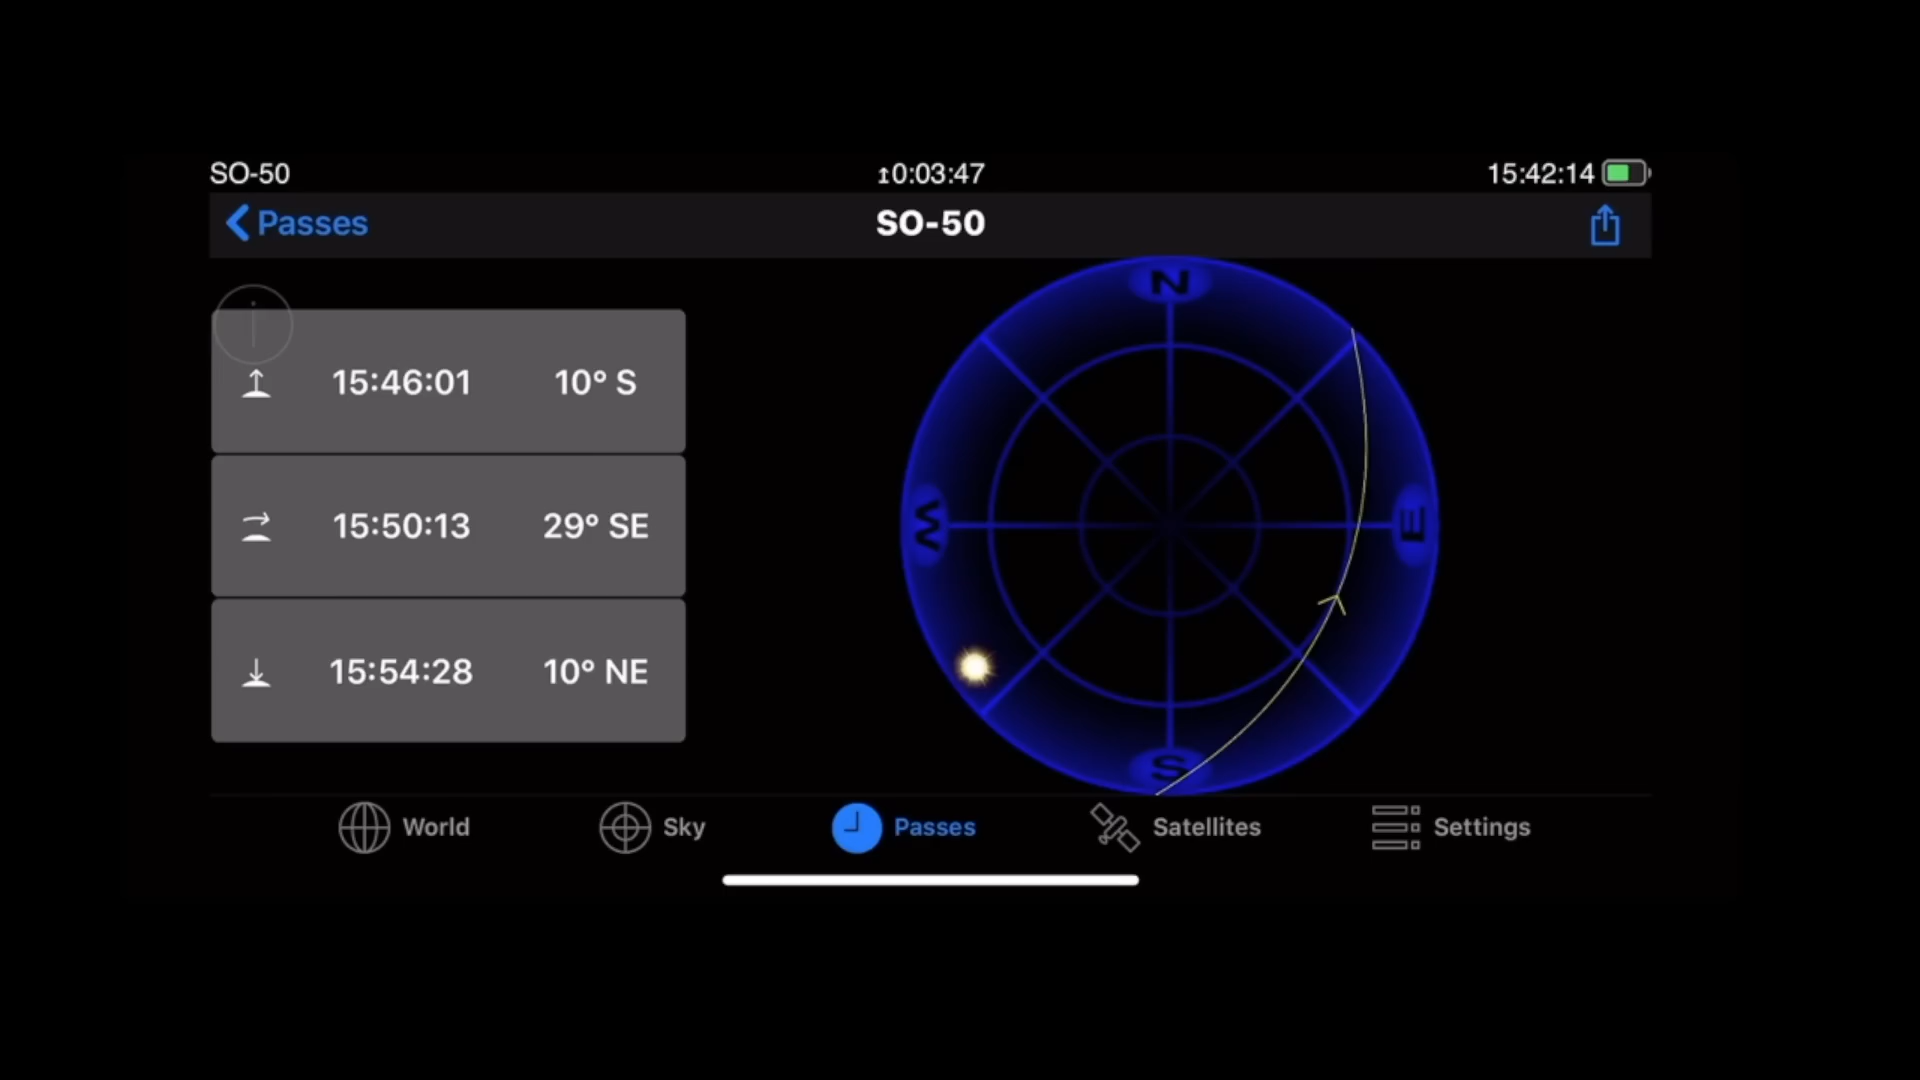 SO-50 ↥0:03:47 15:42:14
Passes SO-50
15:46:01 10° S
15:50:13 29° SE
15:54:28 10° NE
N
W E
S
World Sky Passes Satellites Settings